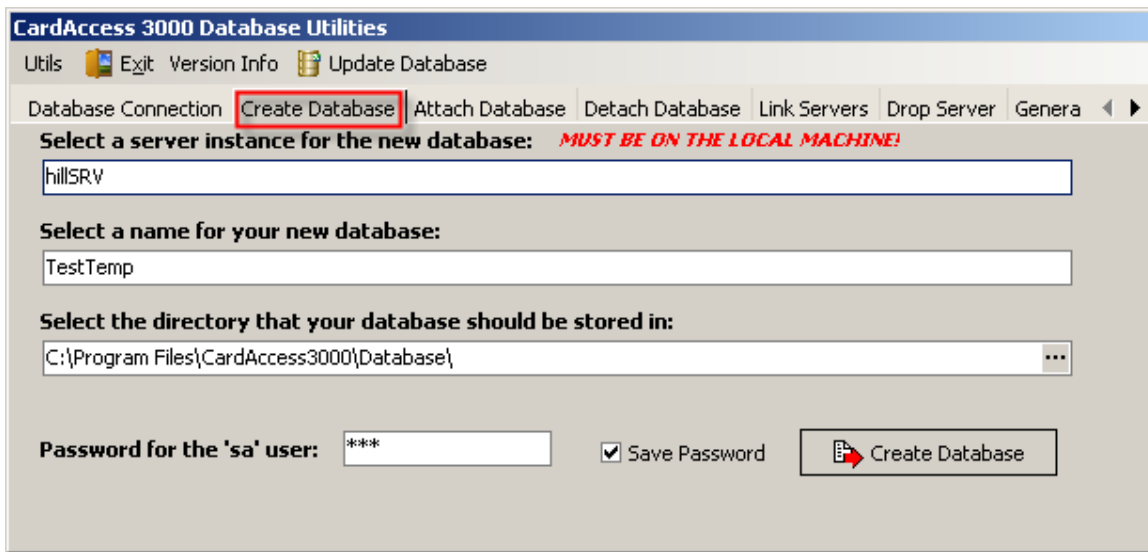 CardAccess 3000 Database Utilities
Utils Exit Version Info Update Database
Database Connection Create Database Attach Database Detach Database Link Servers Drop Server Genera
Select a server instance for the new database: MUST BE ON THE LOCAL MACHINE!
hillSRV
Select a name for your new database:
TestTemp
Select the directory that your database should be stored in:
C:\Program Files\CardAccess3000\Database\
...
Password for the 'sa' user: *** Save Password Create Database